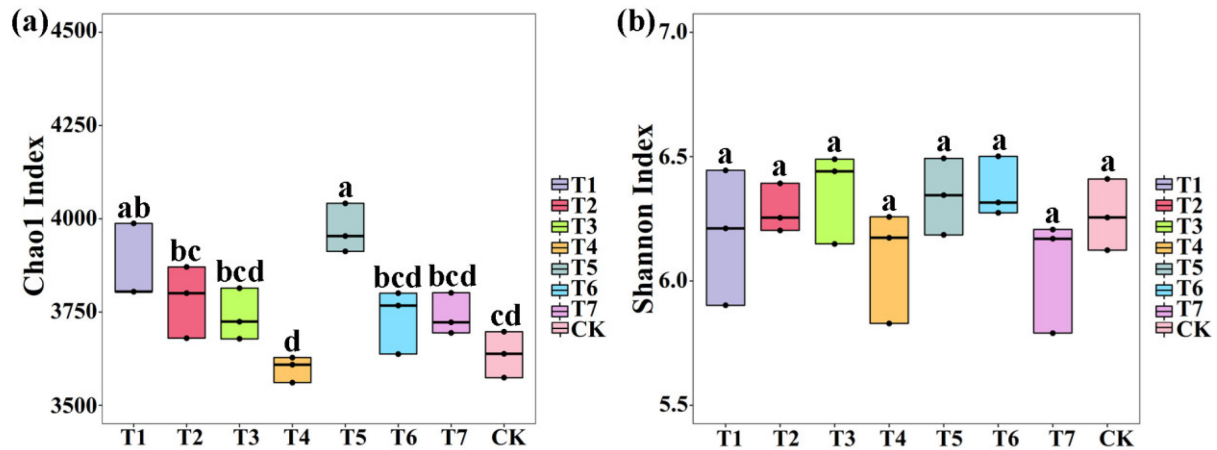 (a)
Chao1 Index
4500
4250
4000
3750
3500
ab
bc
bcd
d
a
bcd
bcd
cd
T1 T2 T3 T4 T5 T6 T7 CK
T1
T2
T3
T4
T5
T6
T7
CK
(b)
Shannon Index
7.0
6.5
6.0
5.5
a a a a a a a a
T1 T2 T3 T4 T5 T6 T7 CK
T1
T2
T3
T4
T5
T6
T7
CK